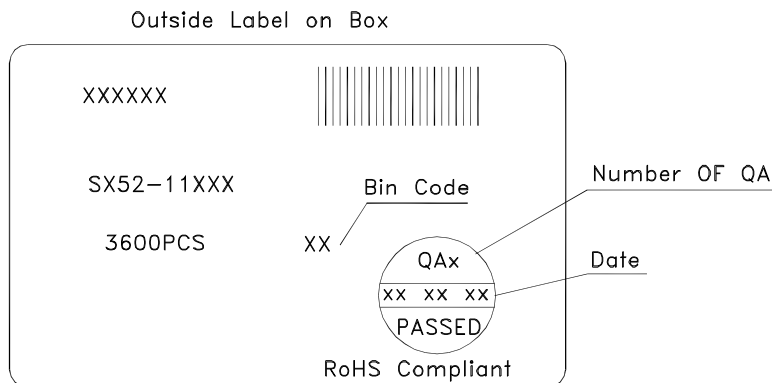 Outside Label on Box
XXXXXX
SX52-11XXX
Bin Code
Number OF QA
3600PCS
XX
QAx
Date
xx xx xx
PASSED
RoHS Compliant